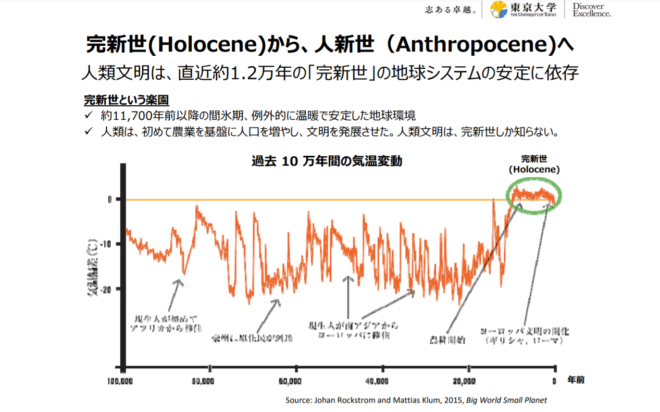 志ある卓越。
東京大学
THE UNIVERSITY OF TOKYO
Discover
Excellence.
完新世(Holocene)から、人新世（Anthropocene)へ
人類文明は、直近約1.2万年の「完新世」の地球システムの安定に依存
完新世という楽園
✓ 約11,700年前以降の間氷期、例外的に温暖で安定した地球環境
✓ 人類は、初めて農業を基盤に人口を増やし、文明を発展させた。人類文明は、完新世しか知らない。
過去 10 万年間の気温変動
完新世
(Holocene)
0
-10
-20
(℃)
現生人が初めて
アフリカから移住
豪州に原住民が到達
現生人が南アジアから
ヨーロッパに移住
農耕開始
ヨーロッパ文明の開化
(ギリシャ、ローマ)
100,000
80,000
60,000
40,000
20,000
0
年前
Source: Johan Rockstrom and Mattias Klum, 2015, Big World Small Planet